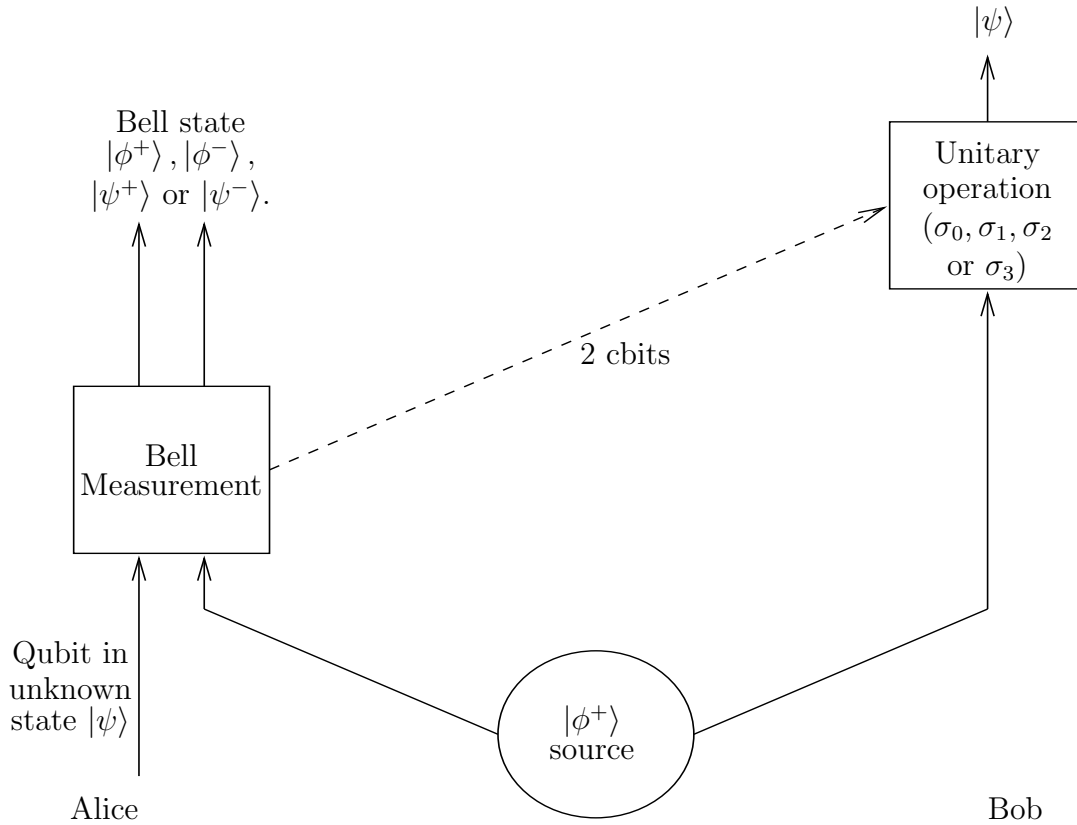 |ψ⟩
Bell state
|ϕ⁺⟩ , |ϕ⁻⟩ ,
|ψ⁺⟩ or |ψ⁻⟩.
Unitary
operation
(σ₀, σ₁, σ₂
or σ₃)
2 cbits
Bell
Measurement
Qubit in
unknown
state |ψ⟩
|ϕ⁺⟩
source
Alice
Bob